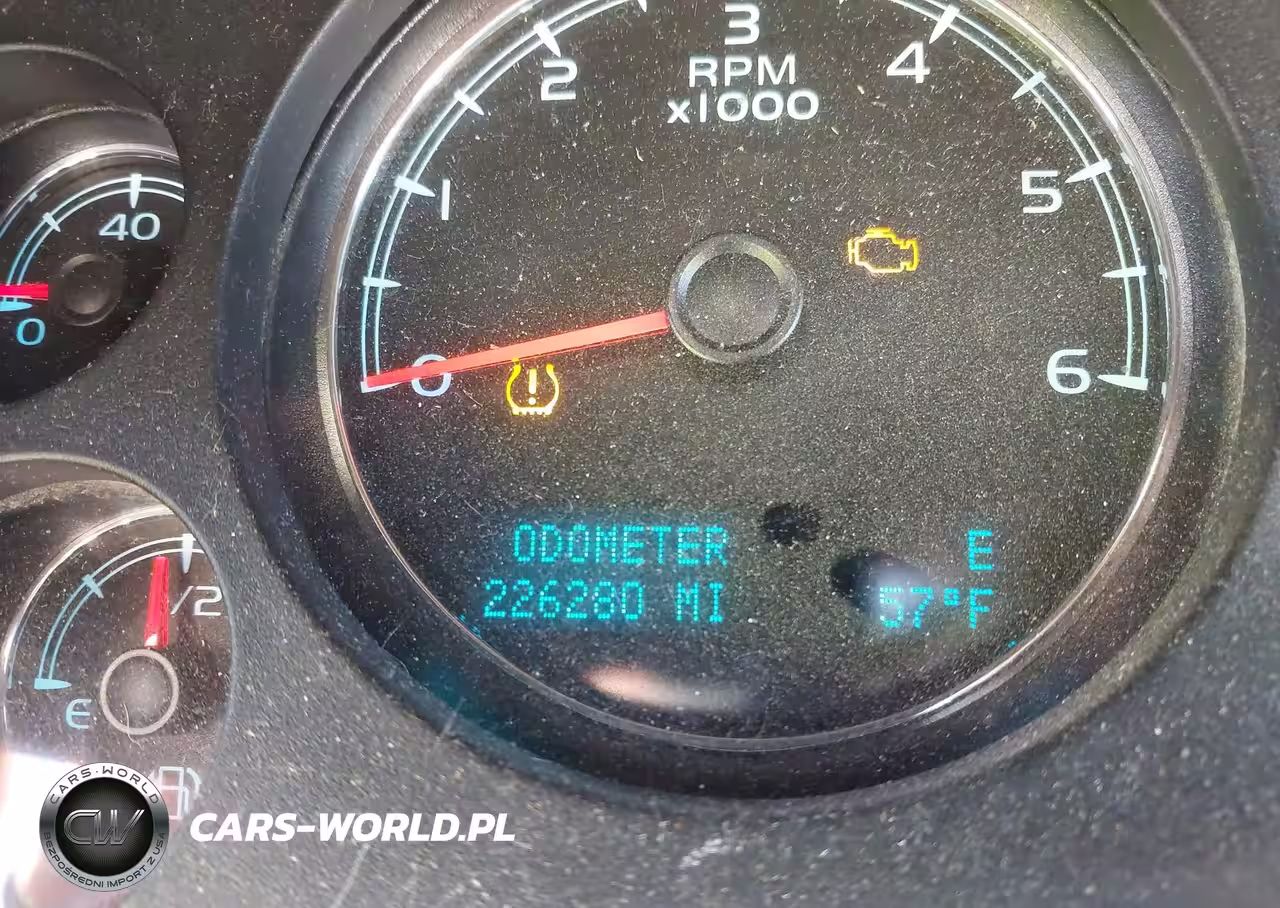 3
2
4
RPM
x1000
1
5
40
0
0
6
ODOMETER
E
226280 MI
57°F
1/2
E
CARS-WORLD
CW
BEZPOŚREDNI IMPORT Z USA
CARS-WORLD.PL